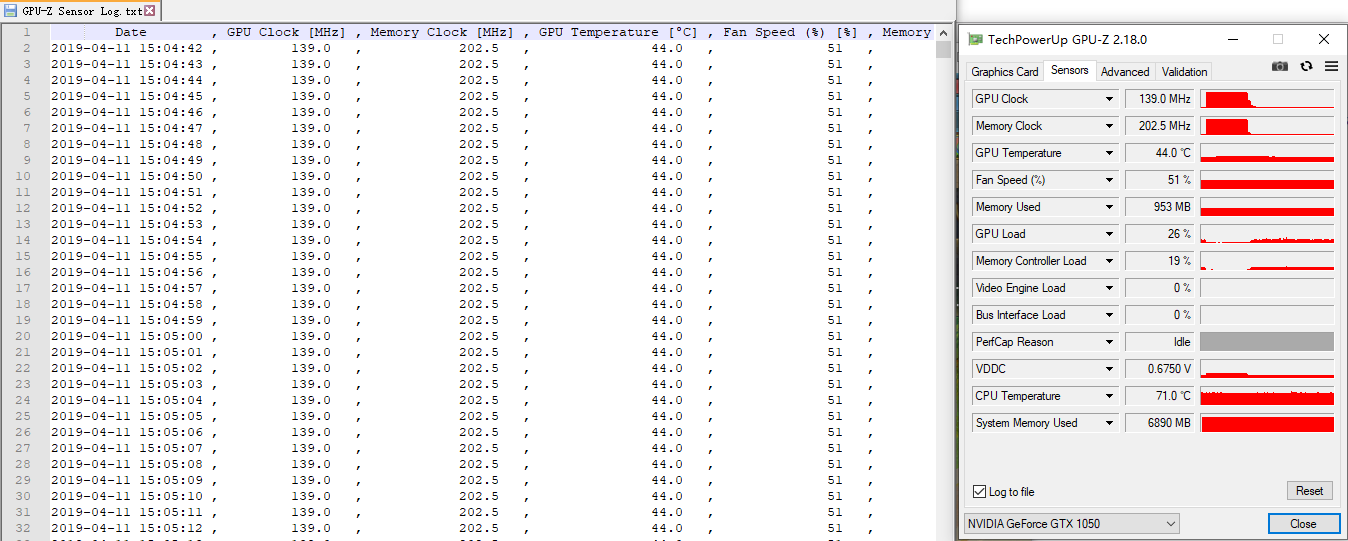 GPU-Z Sensor Log.txt
1 Date , GPU Clock [MHz] , Memory Clock [MHz] , GPU Temperature [°C] , Fan Speed (%) [%] , Memory
2 2019-04-11 15:04:42 , 139.0 , 202.5 , 44.0 , 51 ,
3 2019-04-11 15:04:43 , 139.0 , 202.5 , 44.0 , 51 ,
4 2019-04-11 15:04:44 , 139.0 , 202.5 , 44.0 , 51 ,
5 2019-04-11 15:04:45 , 139.0 , 202.5 , 44.0 , 51 ,
6 2019-04-11 15:04:46 , 139.0 , 202.5 , 44.0 , 51 ,
7 2019-04-11 15:04:47 , 139.0 , 202.5 , 44.0 , 51 ,
8 2019-04-11 15:04:48 , 139.0 , 202.5 , 44.0 , 51 ,
9 2019-04-11 15:04:49 , 139.0 , 202.5 , 44.0 , 51 ,
10 2019-04-11 15:04:50 , 139.0 , 202.5 , 44.0 , 51 ,
11 2019-04-11 15:04:51 , 139.0 , 202.5 , 44.0 , 51 ,
12 2019-04-11 15:04:52 , 139.0 , 202.5 , 44.0 , 51 ,
13 2019-04-11 15:04:53 , 139.0 , 202.5 , 44.0 , 51 ,
14 2019-04-11 15:04:54 , 139.0 , 202.5 , 44.0 , 51 ,
15 2019-04-11 15:04:55 , 139.0 , 202.5 , 44.0 , 51 ,
16 2019-04-11 15:04:56 , 139.0 , 202.5 , 44.0 , 51 ,
17 2019-04-11 15:04:57 , 139.0 , 202.5 , 44.0 , 51 ,
18 2019-04-11 15:04:58 , 139.0 , 202.5 , 44.0 , 51 ,
19 2019-04-11 15:04:59 , 139.0 , 202.5 , 44.0 , 51 ,
20 2019-04-11 15:05:00 , 139.0 , 202.5 , 44.0 , 51 ,
21 2019-04-11 15:05:01 , 139.0 , 202.5 , 44.0 , 51 ,
22 2019-04-11 15:05:02 , 139.0 , 202.5 , 44.0 , 51 ,
23 2019-04-11 15:05:03 , 139.0 , 202.5 , 44.0 , 51 ,
24 2019-04-11 15:05:04 , 139.0 , 202.5 , 44.0 , 51 ,
25 2019-04-11 15:05:05 , 139.0 , 202.5 , 44.0 , 51 ,
26 2019-04-11 15:05:06 , 139.0 , 202.5 , 44.0 , 51 ,
27 2019-04-11 15:05:07 , 139.0 , 202.5 , 44.0 , 51 ,
28 2019-04-11 15:05:08 , 139.0 , 202.5 , 44.0 , 51 ,
29 2019-04-11 15:05:09 , 139.0 , 202.5 , 44.0 , 51 ,
30 2019-04-11 15:05:10 , 139.0 , 202.5 , 44.0 , 51 ,
31 2019-04-11 15:05:11 , 139.0 , 202.5 , 44.0 , 51 ,
32 2019-04-11 15:05:12 , 139.0 , 202.5 , 44.0 , 51 ,
TechPowerUp GPU-Z 2.18.0
Graphics Card Sensors Advanced Validation
GPU Clock 139.0 MHz
Memory Clock 202.5 MHz
GPU Temperature 44.0 °C
Fan Speed (%) 51 %
Memory Used 953 MB
GPU Load 26 %
Memory Controller Load 19 %
Video Engine Load 0 %
Bus Interface Load 0 %
PerfCap Reason Idle
VDDC 0.6750 V
CPU Temperature 71.0 °C
System Memory Used 6890 MB
Log to file Reset
NVIDIA GeForce GTX 1050 Close